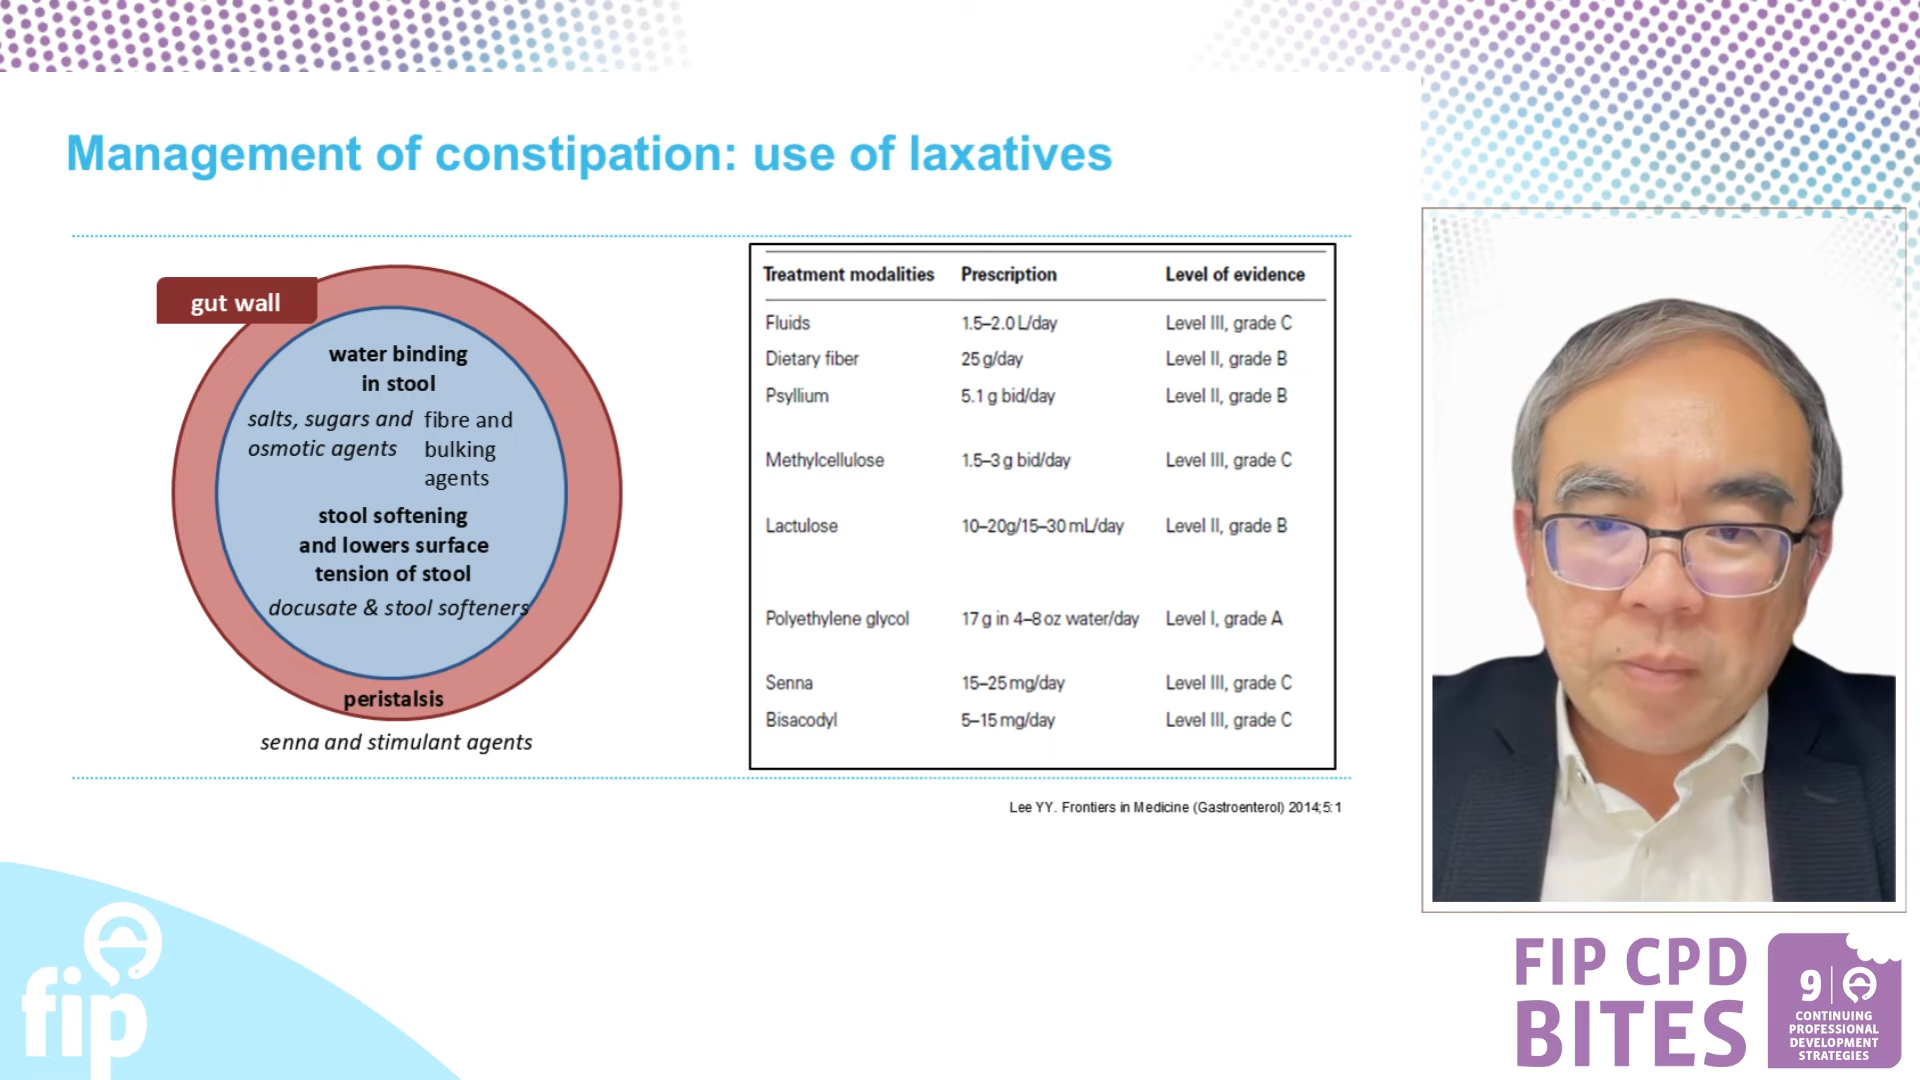 Management of constipation: use of laxatives
gut wall
water binding
in stool
salts, sugars and
osmotic agents
fibre and
bulking
agents
stool softening
and lowers surface
tension of stool
docusate & stool softeners
peristalsis
senna and stimulant agents
Treatment modalities Prescription Level of evidence
Fluids 1.5–2.0 L/day Level III, grade C
Dietary fiber 25 g/day Level II, grade B
Psyllium 5.1 g bid/day Level II, grade B
Methylcellulose 1.5–3 g bid/day Level III, grade C
Lactulose 10–20g/15–30 mL/day Level II, grade B
Polyethylene glycol 17 g in 4–8 oz water/day Level I, grade A
Senna 15–25 mg/day Level III, grade C
Bisacodyl 5–15 mg/day Level III, grade C
Lee YY. Frontiers in Medicine (Gastroenterol) 2014;5:1
fip
FIP CPD
BITES
9
CONTINUING
PROFESSIONAL
DEVELOPMENT
STRATEGIES